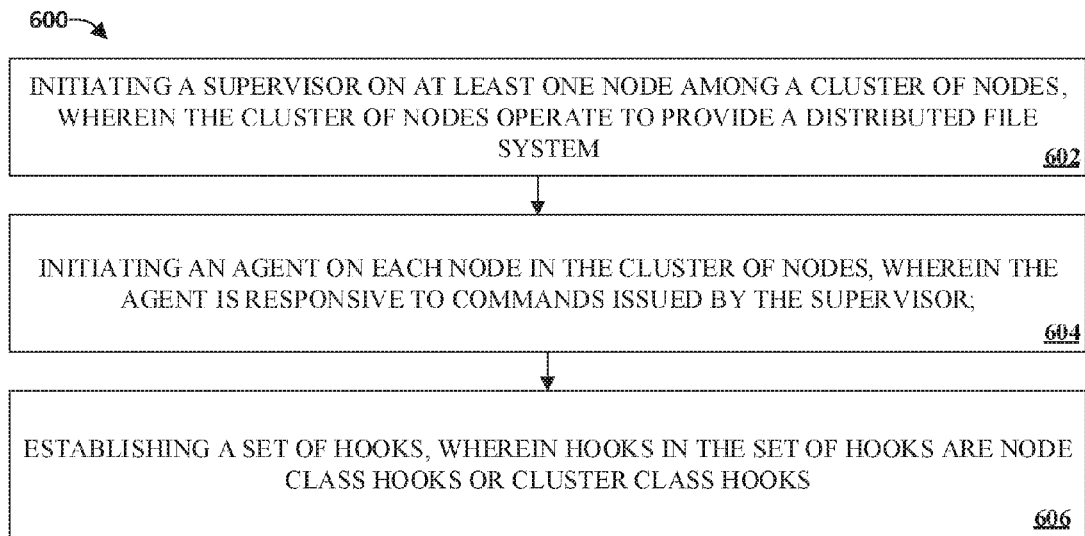 600
INITIATING A SUPERVISOR ON AT LEAST ONE NODE AMONG A CLUSTER OF NODES,
WHEREIN THE CLUSTER OF NODES OPERATE TO PROVIDE A DISTRIBUTED FILE
SYSTEM
602
INITIATING AN AGENT ON EACH NODE IN THE CLUSTER OF NODES, WHEREIN THE
AGENT IS RESPONSIVE TO COMMANDS ISSUED BY THE SUPERVISOR;
604
ESTABLISHING A SET OF HOOKS, WHEREIN HOOKS IN THE SET OF HOOKS ARE NODE
CLASS HOOKS OR CLUSTER CLASS HOOKS
606